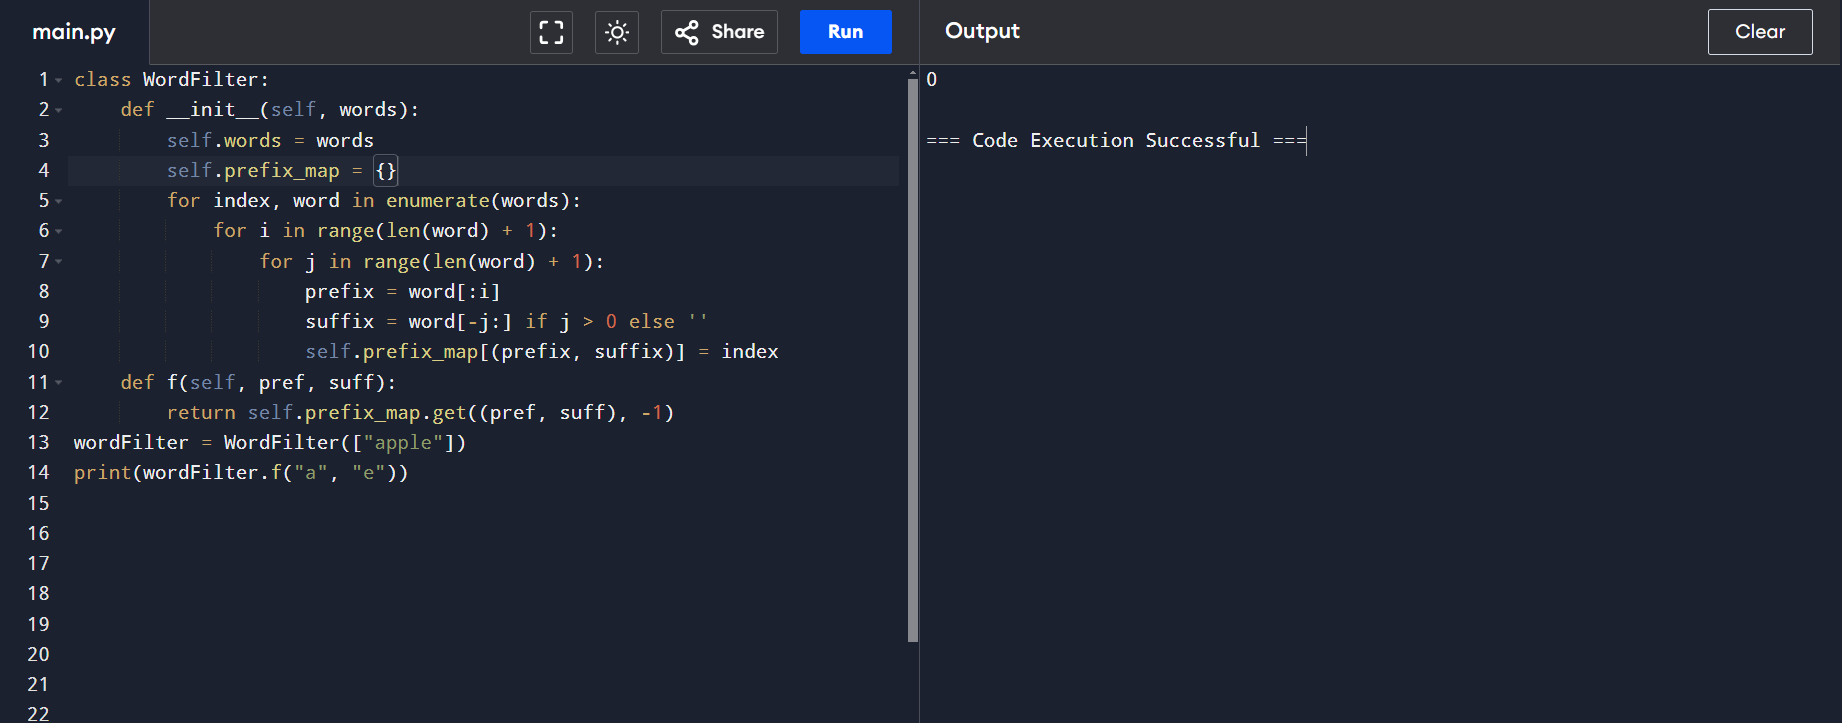 main.py Share Run Output Clear
1 class WordFilter:
2     def __init__(self, words):
3         self.words = words
4         self.prefix_map = {}
5         for index, word in enumerate(words):
6             for i in range(len(word) + 1):
7                 for j in range(len(word) + 1):
8                     prefix = word[:i]
9                     suffix = word[-j:] if j > 0 else ''
10                     self.prefix_map[(prefix, suffix)] = index
11     def f(self, pref, suff):
12         return self.prefix_map.get((pref, suff), -1)
13 wordFilter = WordFilter(["apple"])
14 print(wordFilter.f("a", "e"))
15
16
17
18
19
20
21
22
0
=== Code Execution Successful ===